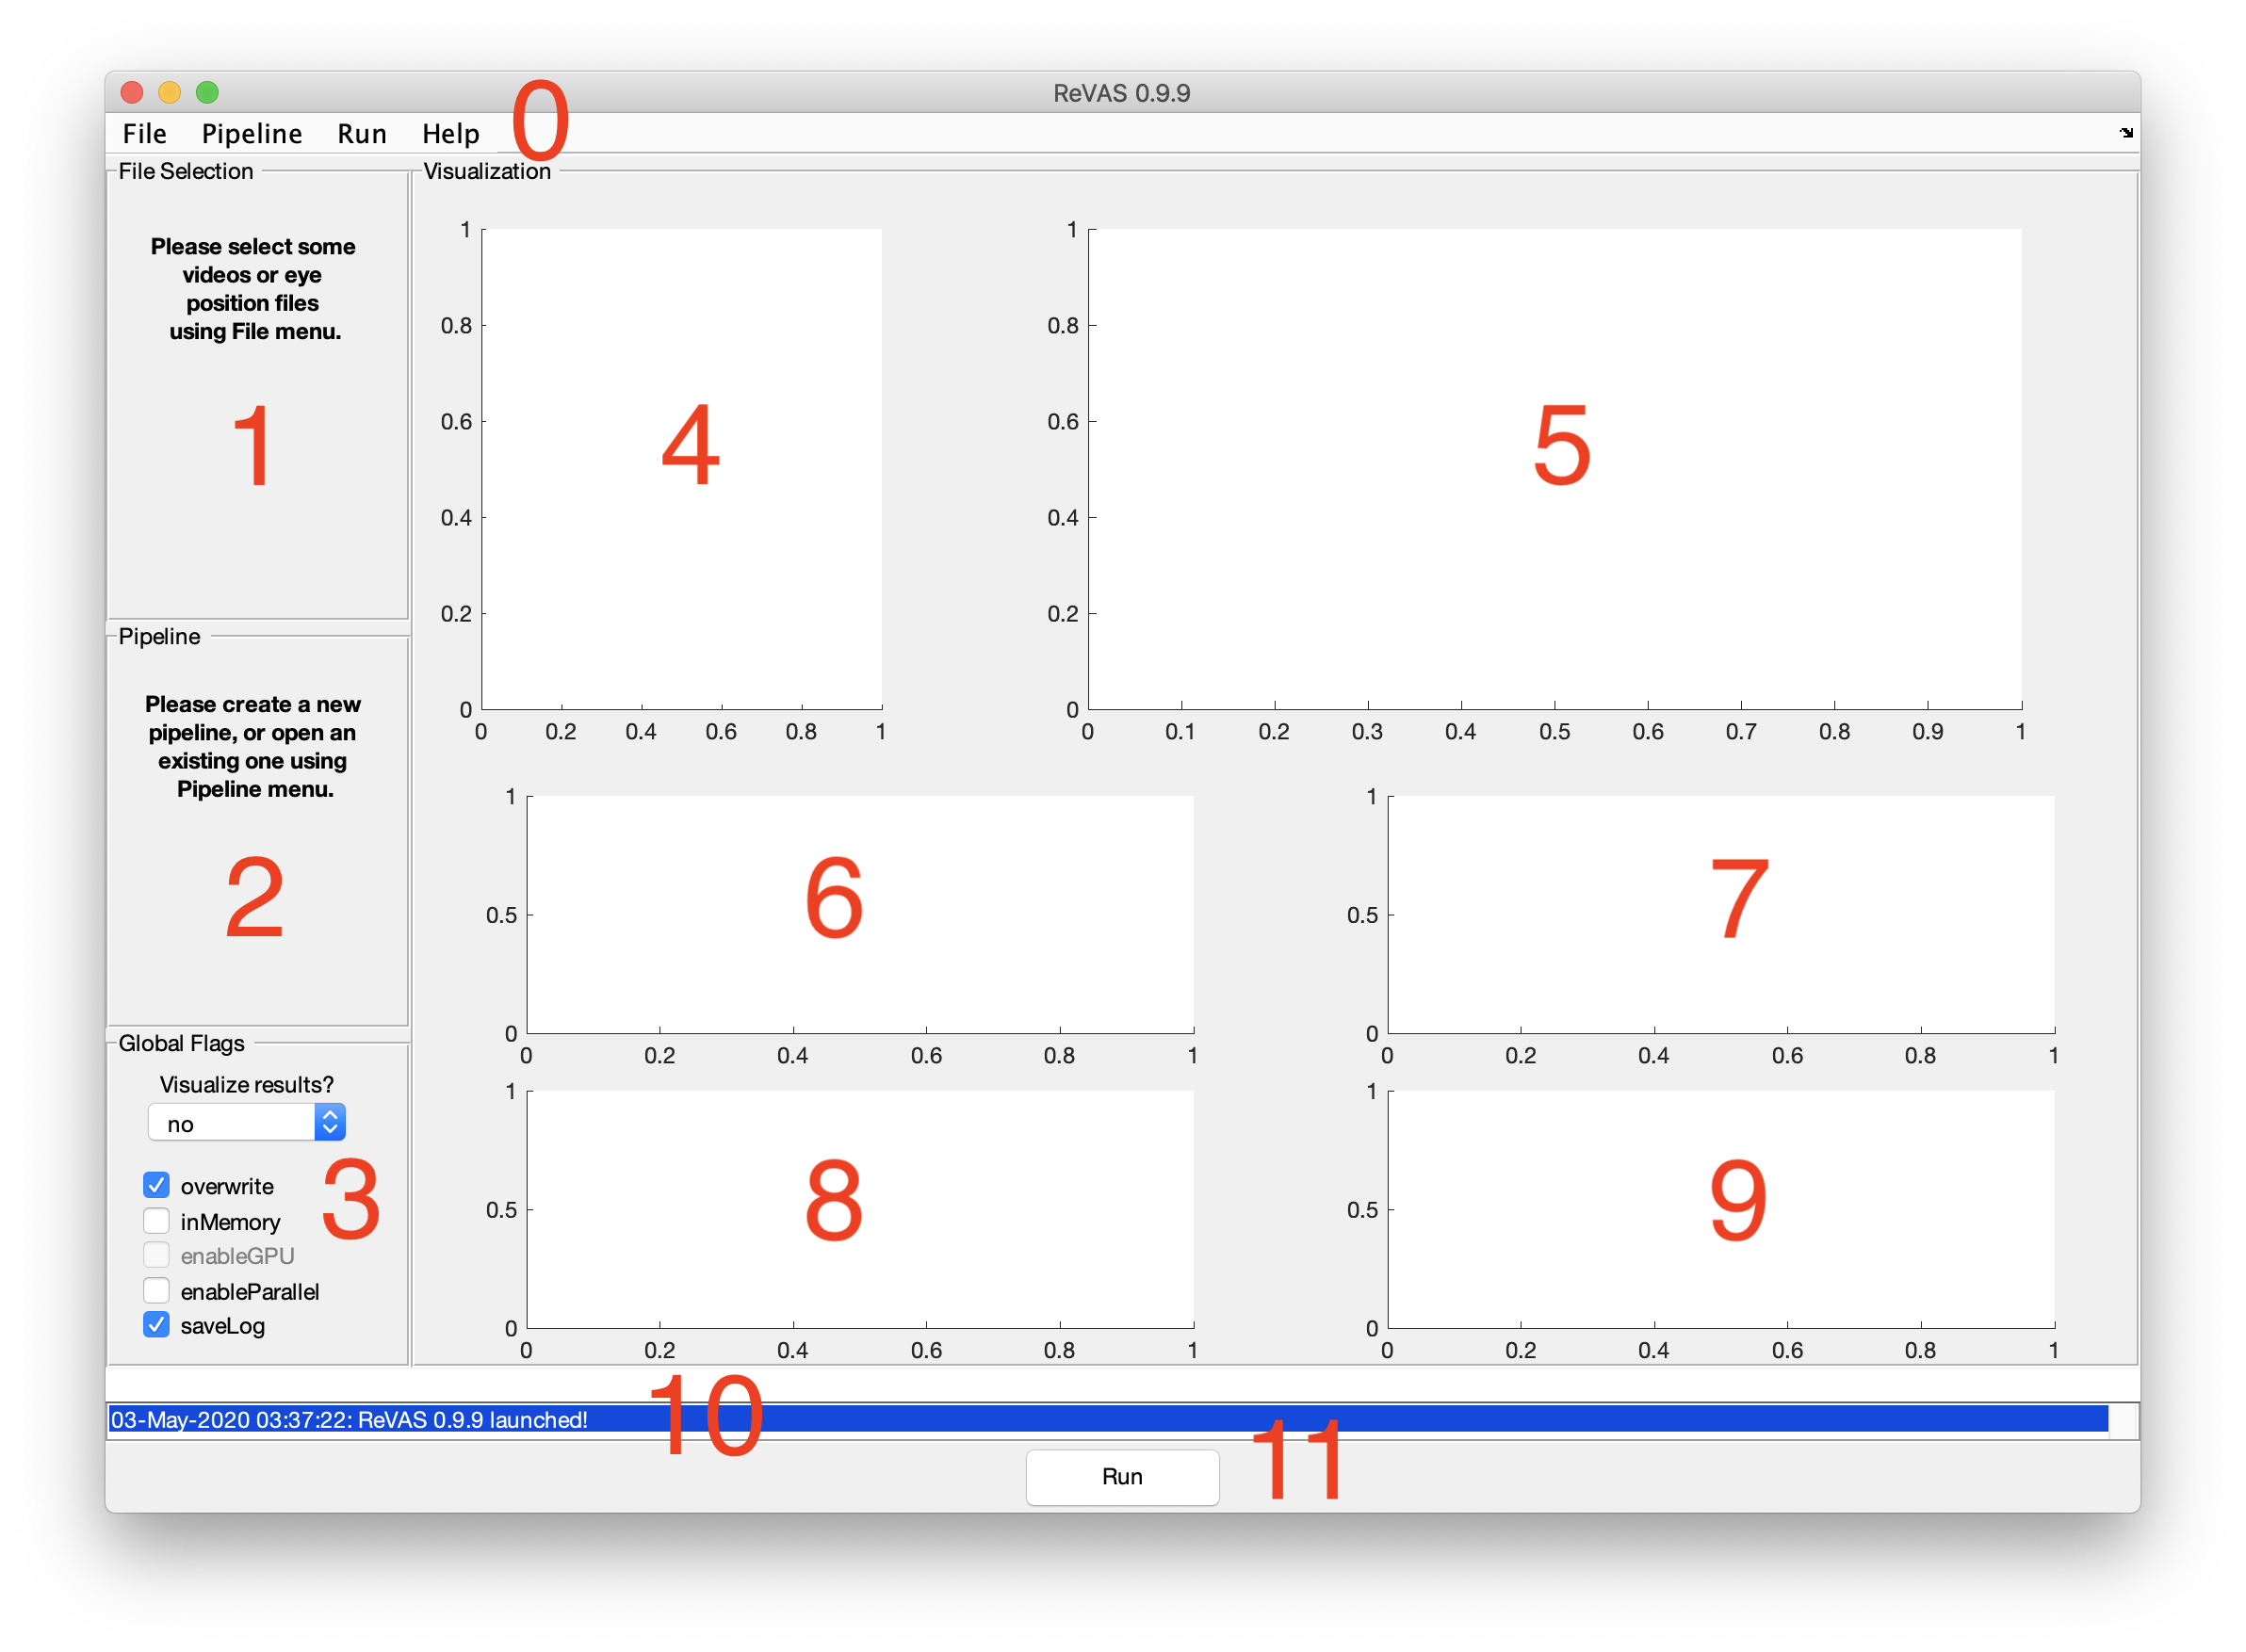 ReVAS 0.9.9
File Pipeline Run Help 0
File Selection
Please select some
videos or eye
position files
using File menu.
1
Pipeline
Please create a new
pipeline, or open an
existing one using
Pipeline menu.
2
Global Flags
Visualize results?
no
overwrite
3
inMemory
enableGPU
enableParallel
saveLog
Visualization
1
0.8
0.6
0.4
0.2
0
0 0.2 0.4 0.6 0.8 1
4
1
0.8
0.6
0.4
0.2
0
0 0.1 0.2 0.3 0.4 0.5 0.6 0.7 0.8 0.9 1
5
1
0.5
0
0 0.2 0.4 0.6 0.8 1
6
1
0.5
0
0 0.2 0.4 0.6 0.8 1
7
1
0.5
0
0 0.2 0.4 0.6 0.8 1
8
1
0.5
0
0 0.2 0.4 0.6 0.8 1
9
03-May-2020 03:37:22: ReVAS 0.9.9 launched!
10
Run
11